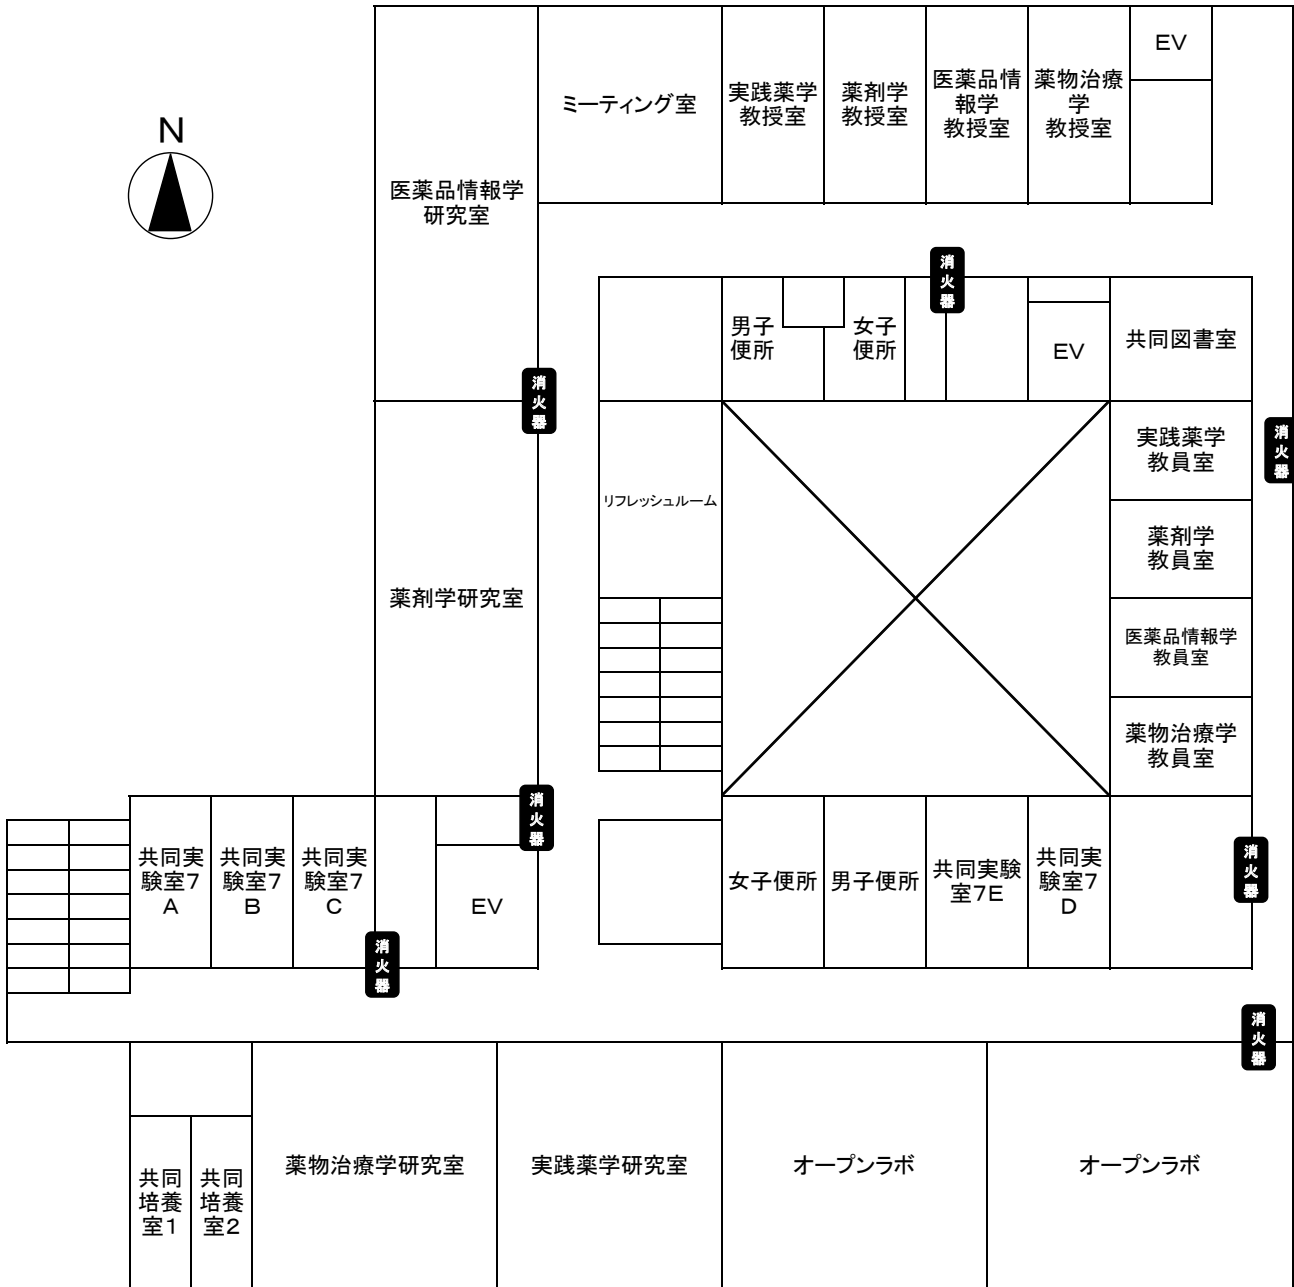 EV
ミーティング室
実践薬学
教授室
薬剤学
教授室
医薬品情
報学
教授室
薬物治療
学
教授室
N
医薬品情報学
研究室
消
火
器
男子
便所
女子
便所
EV
共同図書室
消
火
器
実践薬学
教員室
消
火
器
リフレッシュルーム
薬剤学
教員室
薬剤学研究室
医薬品情報学
教員室
薬物治療学
教員室
消
火
器
共同実
験室7
A
共同実
験室7
B
共同実
験室7
C
EV
女子便所
男子便所
共同実験
室7E
共同実
験室7
D
消
火
器
消
火
器
消
火
器
共同
培養
室1
共同
培養
室2
薬物治療学研究室
実践薬学研究室
オープンラボ
オープンラボ